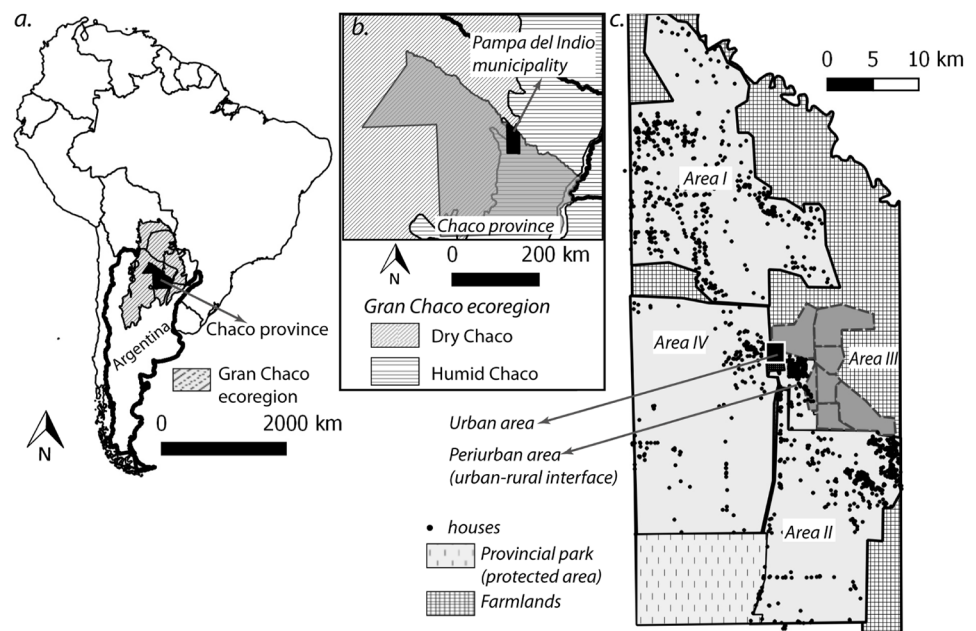 a.
Chaco province
Argentina
Gran Chaco
ecoregion
N
0
2000 km
b.
Pampa del Indio
municipality
Chaco province
N
0
200 km
Gran Chaco ecoregion
Dry Chaco
Humid Chaco
c.
0
5
10 km
Area I
Area IV
Area III
Urban area
Periurban area
(urban-rural interface)
Area II
houses
Provincial park
(protected area)
Farmlands